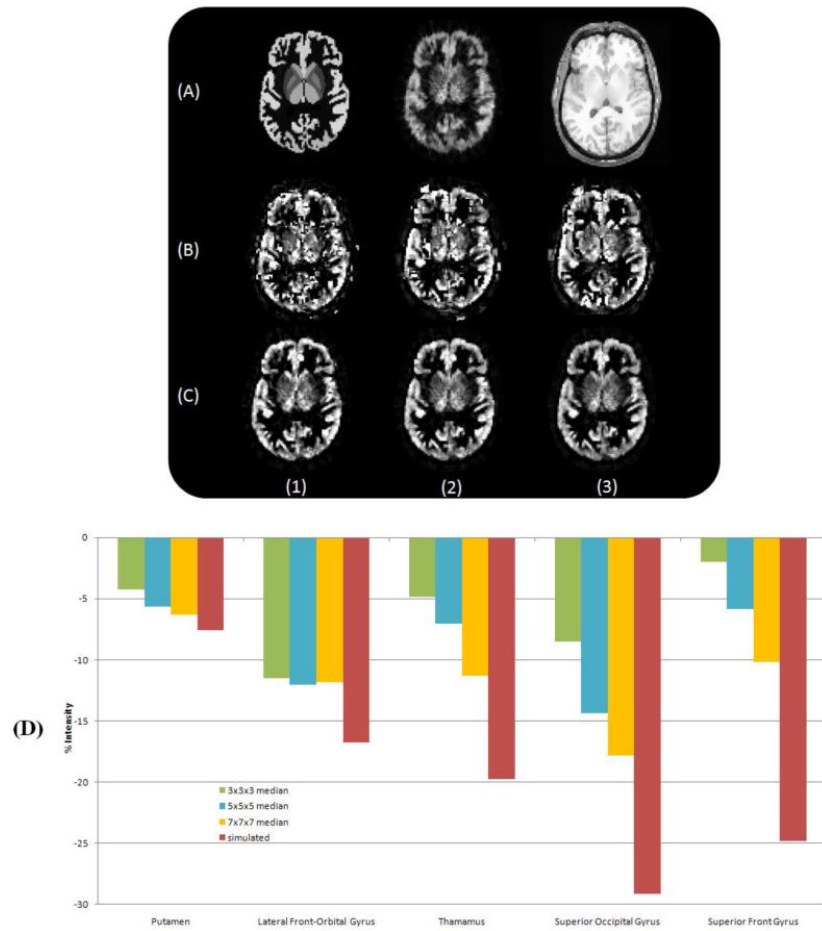 (A)
(B)
(C)
(1) (2) (3)
(D)
% Intensity
0
-5
-10
-15
-20
-25
-30
3x3x3 median
5x5x5 median
7x7x7 median
simulated
Putamen Lateral Front-Orbital Gyrus Thamamus Superior Occipital Gyrus Superior Front Gyrus